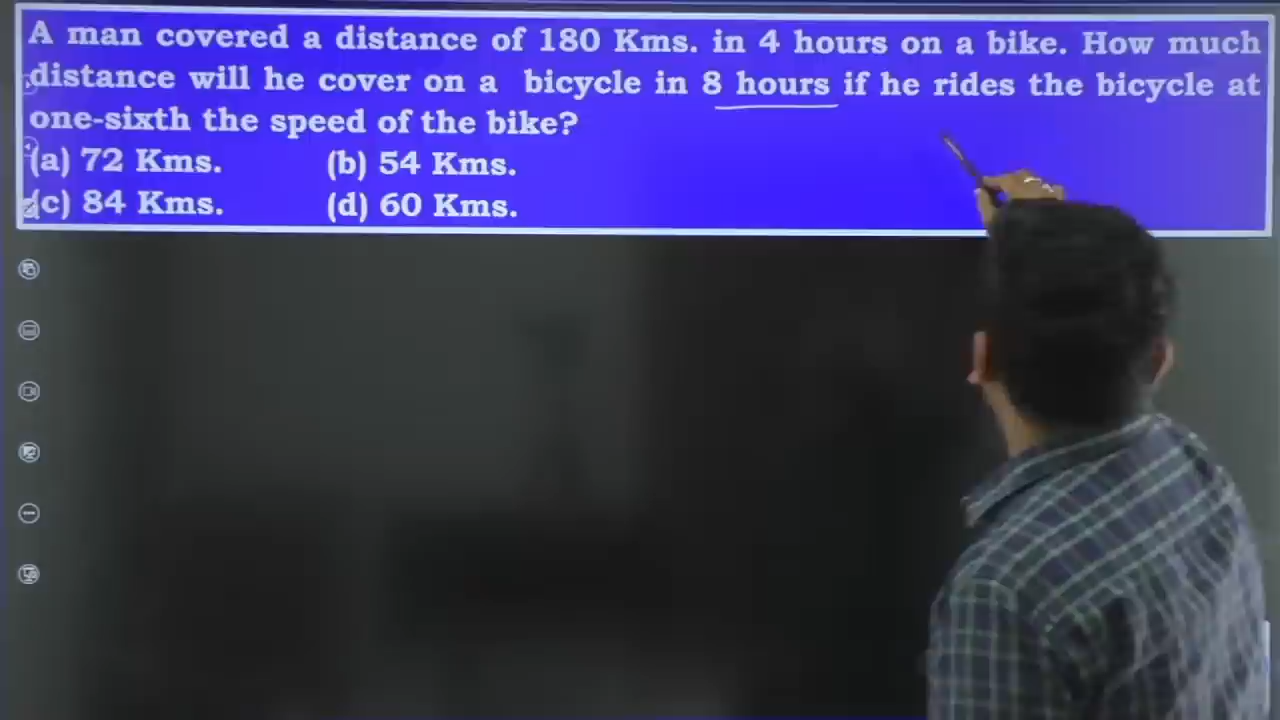 A man covered a distance of 180 Kms. in 4 hours on a bike. How much
distance will he cover on a bicycle in 8 hours if he rides the bicycle at
one-sixth the speed of the bike?
(a) 72 Kms. (b) 54 Kms.
(c) 84 Kms. (d) 60 Kms.